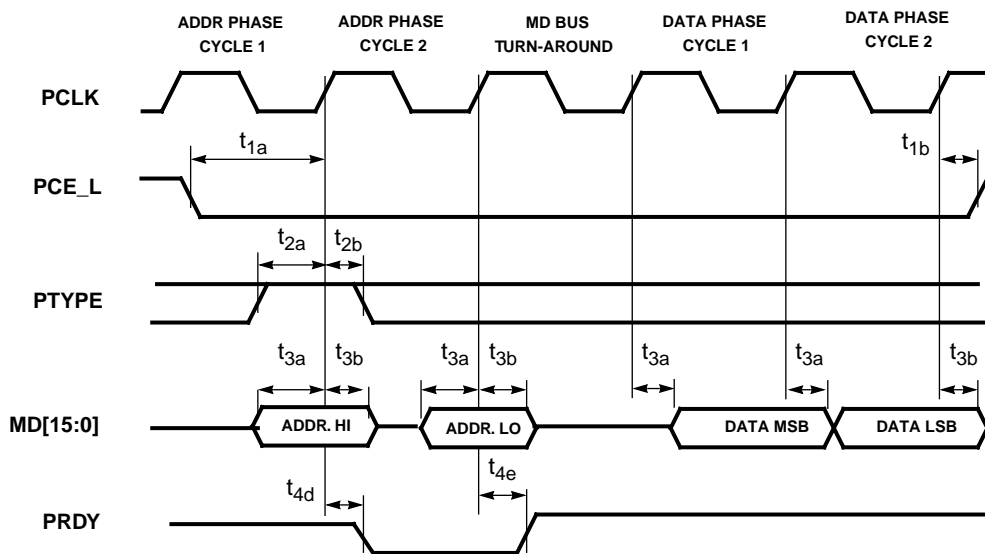 ADDR PHASE CYCLE 1
ADDR PHASE CYCLE 2
MD BUS TURN-AROUND
DATA PHASE CYCLE 1
DATA PHASE CYCLE 2
PCLK
t1a
t1b
PCE_L
t2a t2b
PTYPE
t3a t3b t3a t3b t3a t3a t3b
MD[15:0] ADDR. HI ADDR. LO DATA MSB DATA LSB
t4d t4e
PRDY